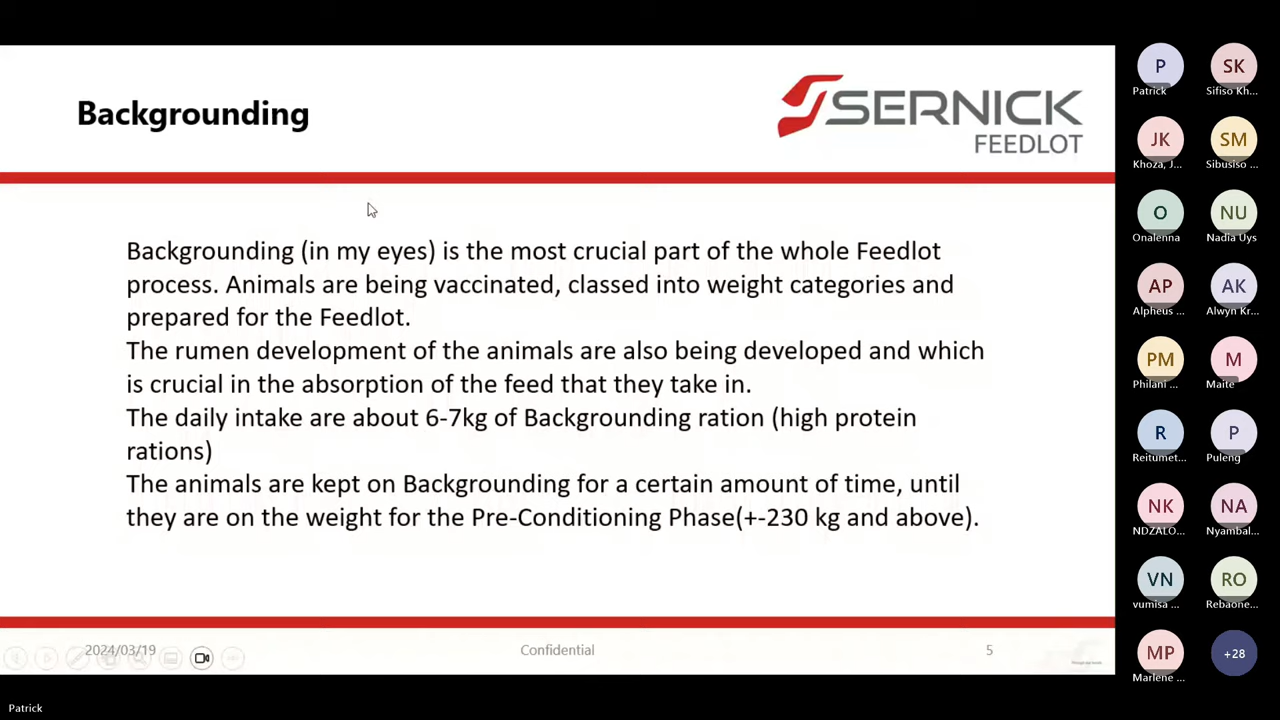 Backgrounding
SERNICK
FEEDLOT
Backgrounding (in my eyes) is the most crucial part of the whole Feedlot
process. Animals are being vaccinated, classed into weight categories and
prepared for the Feedlot.
The rumen development of the animals are also being developed and which
is crucial in the absorption of the feed that they take in.
The daily intake are about 6-7kg of Backgrounding ration (high protein
rations)
The animals are kept on Backgrounding for a certain amount of time, until
they are on the weight for the Pre-Conditioning Phase(+-230 kg and above).
2024/03/19
Confidential
5
P
Patrick
SK
Sifiso Kh...
JK
Khoza, J...
SM
Sibusiso ...
O
Onalenna
NU
Nadia Uys
AP
Alpheus ...
AK
Alwyn Kr...
PM
Philani ...
M
Maite
R
Reitumet...
P
Puleng
NK
NDZALO...
NA
Nyambal...
VN
vumisa ...
RO
Rebaone...
MP
Marlene ...
+28
Patrick